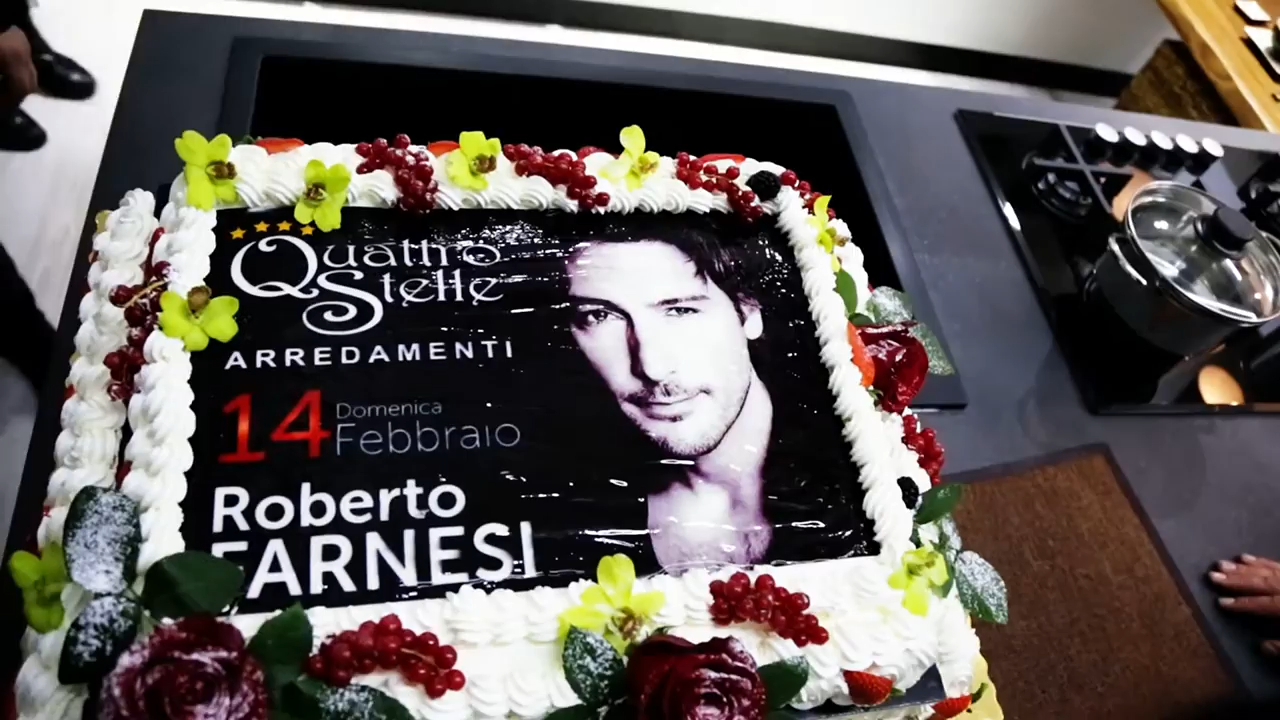 Quattro
Stelle
ARREDAMENTI
14 Domenica
Febbraio
Roberto
FARNESI